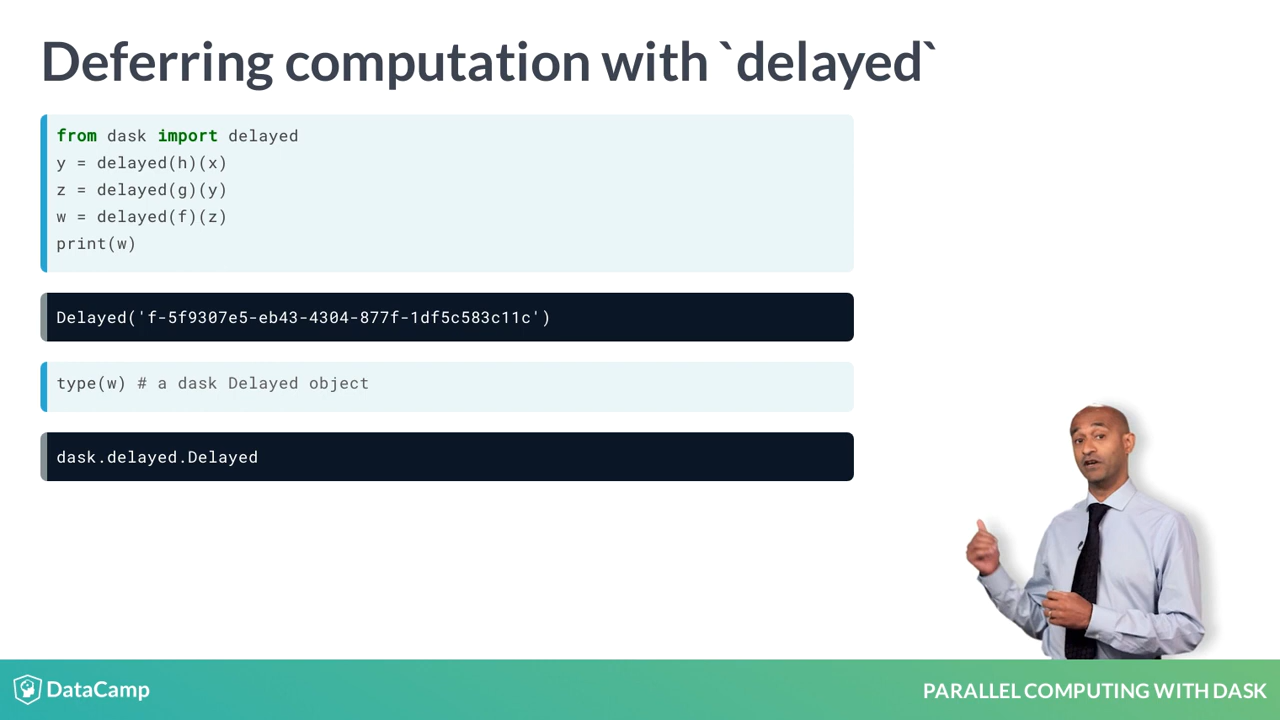 Deferring computation with `delayed`
from dask import delayed
y = delayed(h)(x)
z = delayed(g)(y)
w = delayed(f)(z)
print(w)
Delayed('f-5f9307e5-eb43-4304-877f-1df5c583c11c')
type(w) # a dask Delayed object
dask.delayed.Delayed
DataCamp
PARALLEL COMPUTING WITH DASK